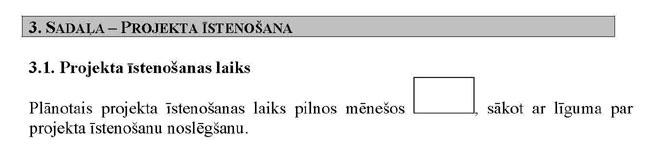 3. SADAĻA – PROJEKTA ĪSTENOŠANA
3.1. Projekta īstenošanas laiks
Plānotais projekta īstenošanas laiks pilnos mēnešos , sākot ar līguma par
projekta īstenošanu noslēgšanu.